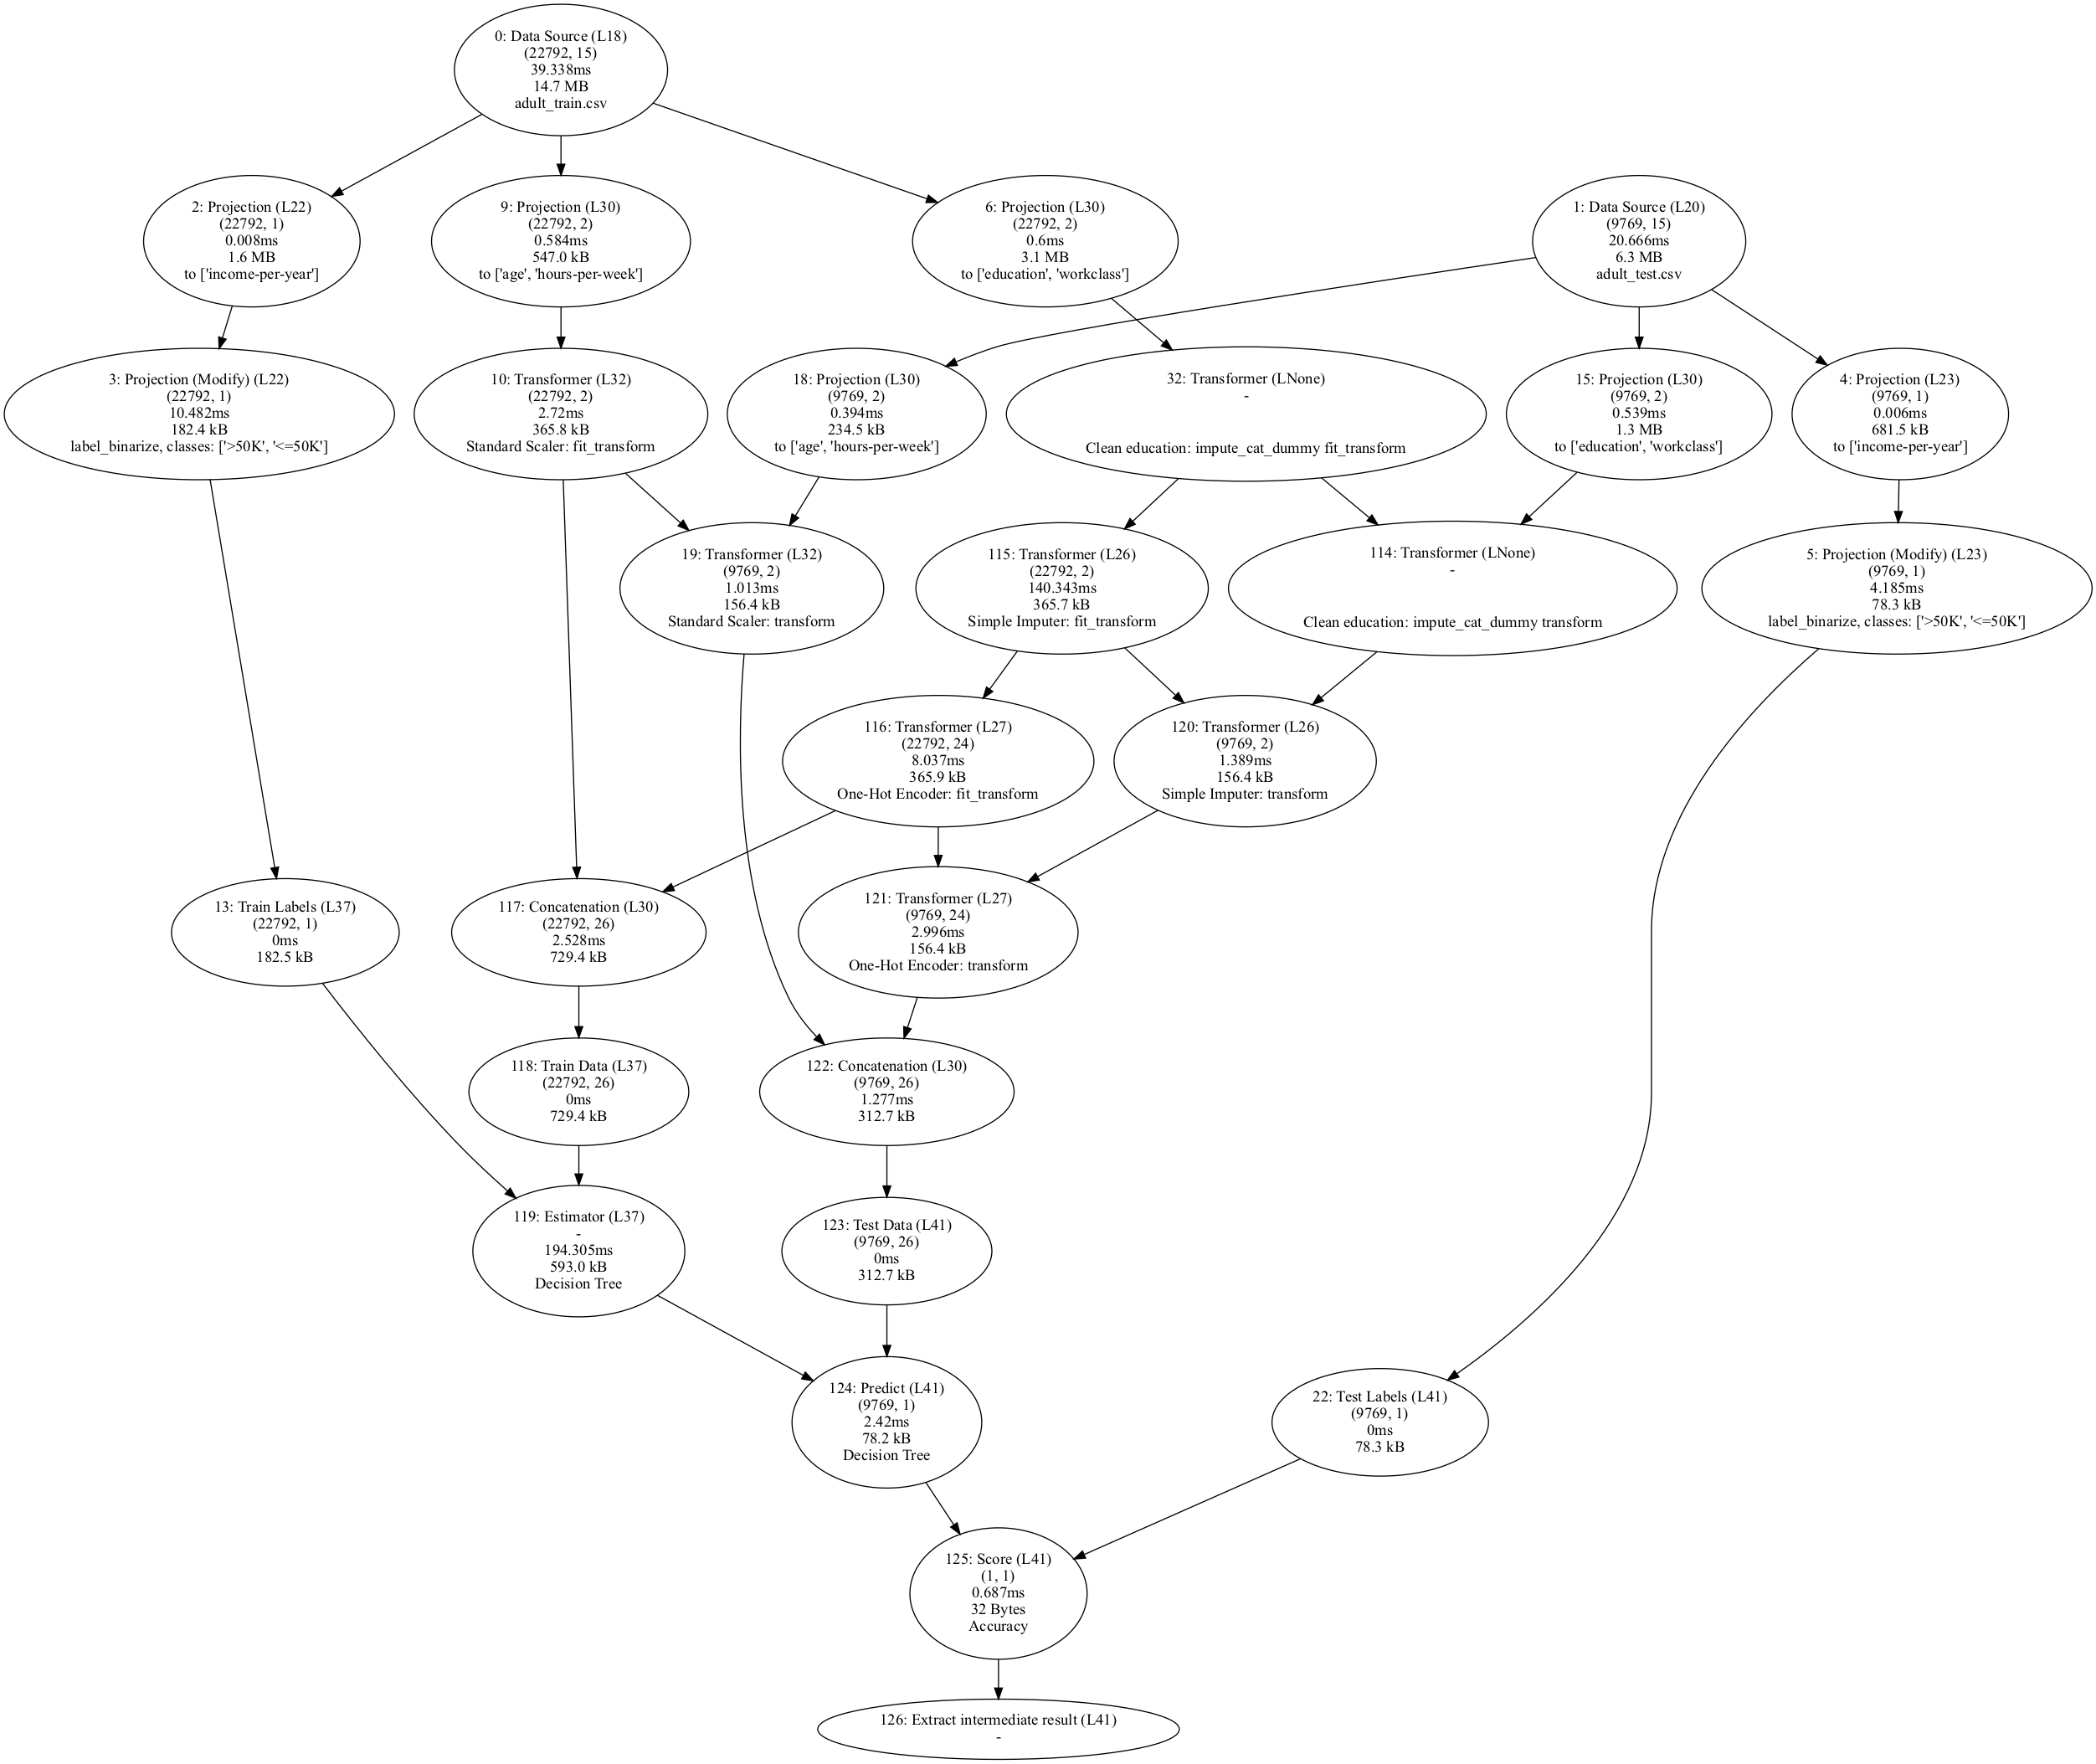 0: Data Source (L18)
(22792, 15)
39.338ms
14.7 MB
adult_train.csv
2: Projection (L22)
(22792, 1)
0.008ms
1.6 MB
to ['income-per-year']
9: Projection (L30)
(22792, 2)
0.584ms
547.0 kB
to ['age', 'hours-per-week']
6: Projection (L30)
(22792, 2)
0.6ms
3.1 MB
to ['education', 'workclass']
1: Data Source (L20)
(9769, 15)
20.666ms
6.3 MB
adult_test.csv
3: Projection (Modify) (L22)
(22792, 1)
10.482ms
182.4 kB
label_binarize, classes: ['>50K', '<=50K']
10: Transformer (L32)
(22792, 2)
2.72ms
365.8 kB
Standard Scaler: fit_transform
18: Projection (L30)
(9769, 2)
0.394ms
234.5 kB
to ['age', 'hours-per-week']
32: Transformer (LNone)
-
Clean education: impute_cat_dummy fit_transform
15: Projection (L30)
(9769, 2)
0.539ms
1.3 MB
to ['education', 'workclass']
4: Projection (L23)
(9769, 1)
0.006ms
681.5 kB
to ['income-per-year']
19: Transformer (L32)
(9769, 2)
1.013ms
156.4 kB
Standard Scaler: transform
115: Transformer (L26)
(22792, 2)
140.343ms
365.7 kB
Simple Imputer: fit_transform
114: Transformer (LNone)
-
Clean education: impute_cat_dummy transform
5: Projection (Modify) (L23)
(9769, 1)
4.185ms
78.3 kB
label_binarize, classes: ['>50K', '<=50K']
116: Transformer (L27)
(22792, 24)
8.037ms
365.9 kB
One-Hot Encoder: fit_transform
120: Transformer (L26)
(9769, 2)
1.389ms
156.4 kB
Simple Imputer: transform
13: Train Labels (L37)
(22792, 1)
0ms
182.5 kB
117: Concatenation (L30)
(22792, 26)
2.528ms
729.4 kB
121: Transformer (L27)
(9769, 24)
2.996ms
156.4 kB
One-Hot Encoder: transform
118: Train Data (L37)
(22792, 26)
0ms
729.4 kB
122: Concatenation (L30)
(9769, 26)
1.277ms
312.7 kB
119: Estimator (L37)
-
194.305ms
593.0 kB
Decision Tree
123: Test Data (L41)
(9769, 26)
0ms
312.7 kB
124: Predict (L41)
(9769, 1)
2.42ms
78.2 kB
Decision Tree
22: Test Labels (L41)
(9769, 1)
0ms
78.3 kB
125: Score (L41)
(1, 1)
0.687ms
32 Bytes
Accuracy
126: Extract intermediate result (L41)
-